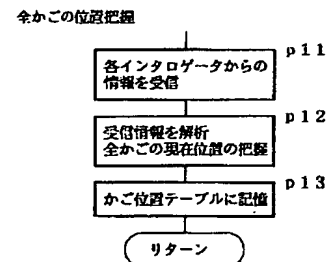 全かごの位置把握
p11
各インタロゲータからの
情報を受信
p12
受信情報を解析
全かごの現在位置の把握
p13
かご位置テーブルに記憶
リターン